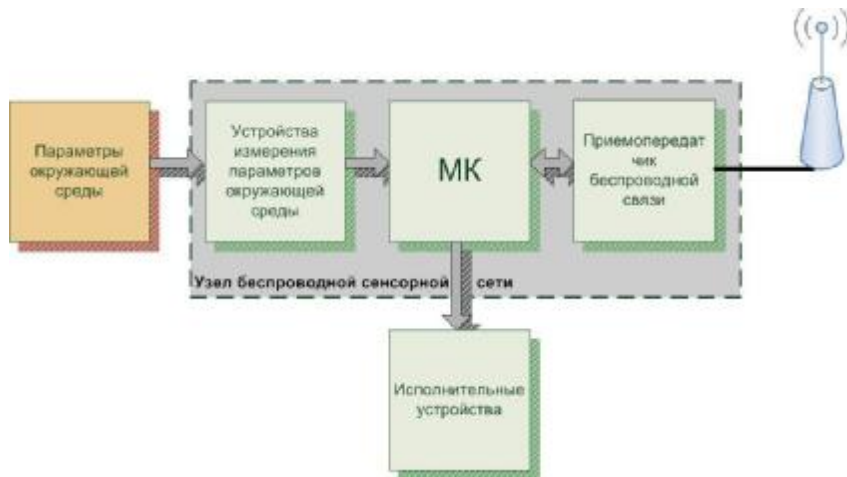 Параметры
окружающей
среды
Устройства
измерения
параметров
окружающей
среды
МК
Приемопередат
чик
беспроводной
связи
Узел беспроводной сенсорной сети
Исполнительные
устройства